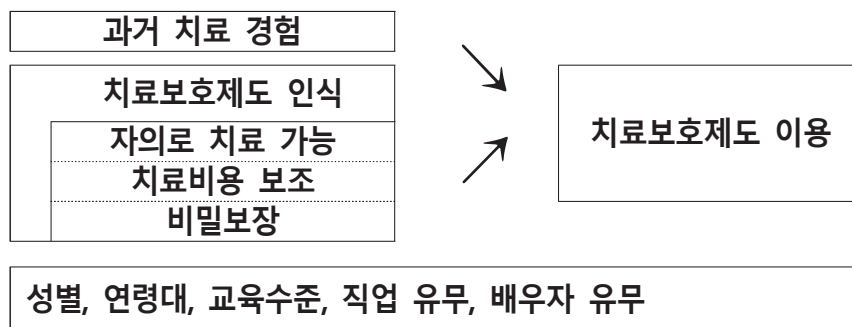 과거 치료 경험
치료보호제도 인식
자의로 치료 가능
치료비용 보조
비밀보장
치료보호제도 이용
성별, 연령대, 교육수준, 직업 유무, 배우자 유무